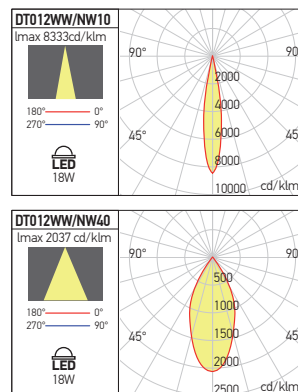 DT012WW/NW10
Imax 8333cd/klm
180° 0°
270° 90°
LED
18W
90° 90°
45° 45°
2000
4000
6000
8000
10000 cd/klm
DT012WW/NW40
Imax 2037 cd/klm
180° 0°
270° 90°
LED
18W
90° 90°
45° 45°
500
1000
1500
2000
2500 cd/klm